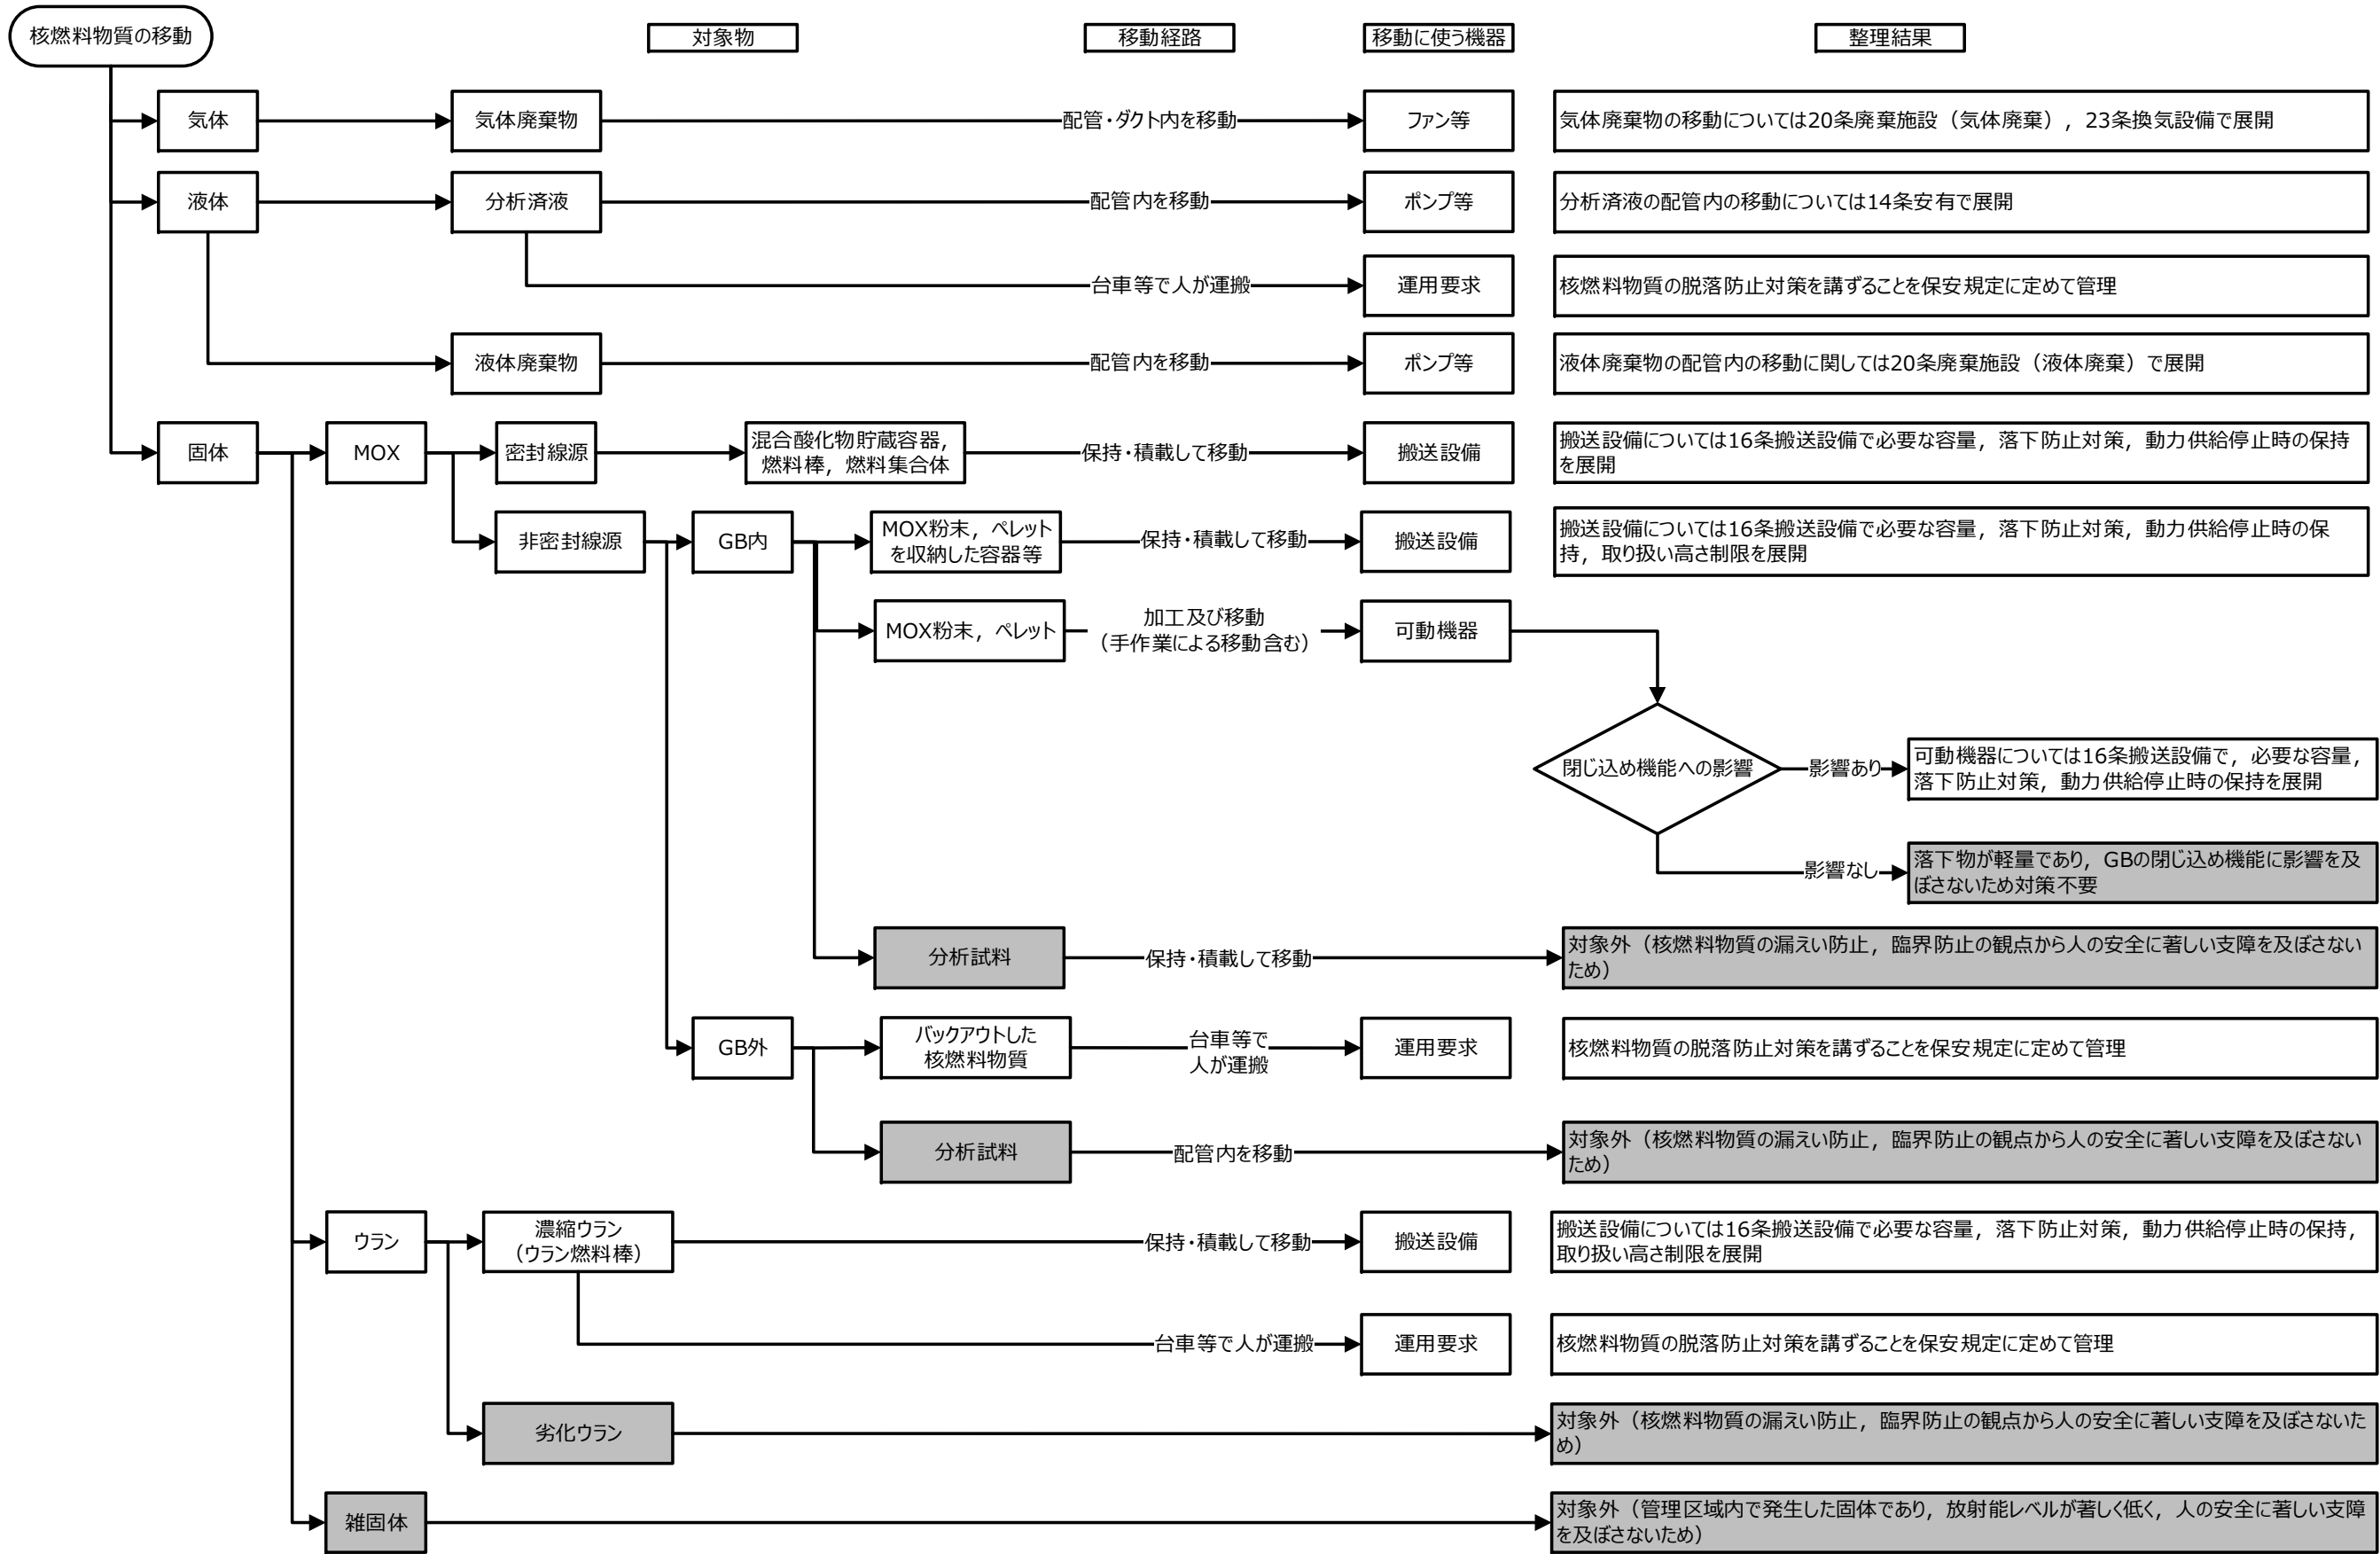 核燃料物質の移動
対象物
移動経路
移動に使う機器
整理結果
気体
気体廃棄物
配管・ダクト内を移動
ファン等
気体廃棄物の移動については20条廃棄施設（気体廃棄），23条換気設備で展開
液体
分析済液
配管内を移動
ポンプ等
分析済液の配管内の移動については14条安有で展開
台車等で人が運搬
運用要求
核燃料物質の脱落防止対策を講ずることを保安規定に定めて管理
液体廃棄物
配管内を移動
ポンプ等
液体廃棄物の配管内の移動に関しては20条廃棄施設（液体廃棄）で展開
固体
MOX
密封線源
混合酸化物貯蔵容器，
燃料棒，燃料集合体
保持・積載して移動
搬送設備
搬送設備については16条搬送設備で必要な容量，落下防止対策，動力供給停止時の保持
を展開
非密封線源
GB内
MOX粉末，ペレット
を収納した容器等
保持・積載して移動
搬送設備
搬送設備については16条搬送設備で必要な容量，落下防止対策，動力供給停止時の保
持，取り扱い高さ制限を展開
MOX粉末，ペレット
加工及び移動
（手作業による移動含む）
可動機器
閉じ込め機能への影響
影響あり
可動機器については16条搬送設備で，必要な容量，
落下防止対策，動力供給停止時の保持を展開
影響なし
落下物が軽量であり，GBの閉じ込め機能に影響を及
ぼさないため対策不要
分析試料
保持・積載して移動
対象外（核燃料物質の漏えい防止，臨界防止の観点から人の安全に著しい支障を及ぼさない
ため）
GB外
バックアウトした
核燃料物質
台車等で
人が運搬
運用要求
核燃料物質の脱落防止対策を講ずることを保安規定に定めて管理
分析試料
配管内を移動
対象外（核燃料物質の漏えい防止，臨界防止の観点から人の安全に著しい支障を及ぼさない
ため）
ウラン
濃縮ウラン
（ウラン燃料棒）
保持・積載して移動
搬送設備
搬送設備については16条搬送設備で必要な容量，落下防止対策，動力供給停止時の保持，
取り扱い高さ制限を展開
台車等で人が運搬
運用要求
核燃料物質の脱落防止対策を講ずることを保安規定に定めて管理
劣化ウラン
対象外（核燃料物質の漏えい防止，臨界防止の観点から人の安全に著しい支障を及ぼさないた
め）
雑固体
対象外（管理区域内で発生した固体であり，放射能レベルが著しく低く，人の安全に著しい支障
を及ぼさないため）